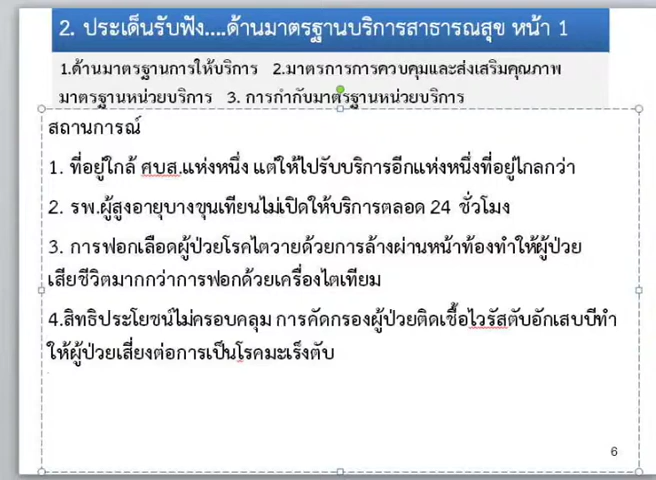 2. ประเด็นรับฟัง....ด้านมาตรฐานบริการสาธารณสุข หน้า 1
1.ด้านมาตรฐานการให้บริการ 2.มาตรการการควบคุมและส่งเสริมคุณภาพ
มาตรฐานหน่วยบริการ 3. การกำกับมาตรฐานหน่วยบริการ
สถานการณ์
1. ที่อยู่ใกล้ ศบส.แห่งหนึ่ง แต่ให้ไปรับบริการอีกแห่งหนึ่งที่อยู่ไกลกว่า
2. รพ.ผู้สูงอายุบางขุนเทียนไม่เปิดให้บริการตลอด 24 ชั่วโมง
3. การฟอกเลือดผู้ป่วยโรคไตวายด้วยการล้างผ่านหน้าท้องทำให้ผู้ป่วย
เสียชีวิตมากกว่าการฟอกด้วยเครื่องไตเทียม
4.สิทธิประโยชน์ไม่ครอบคลุม การคัดกรองผู้ป่วยติดเชื้อไวรัสตับอักเสบบีทำ
ให้ผู้ป่วยเสี่ยงต่อการเป็นโรคมะเร็งตับ
6